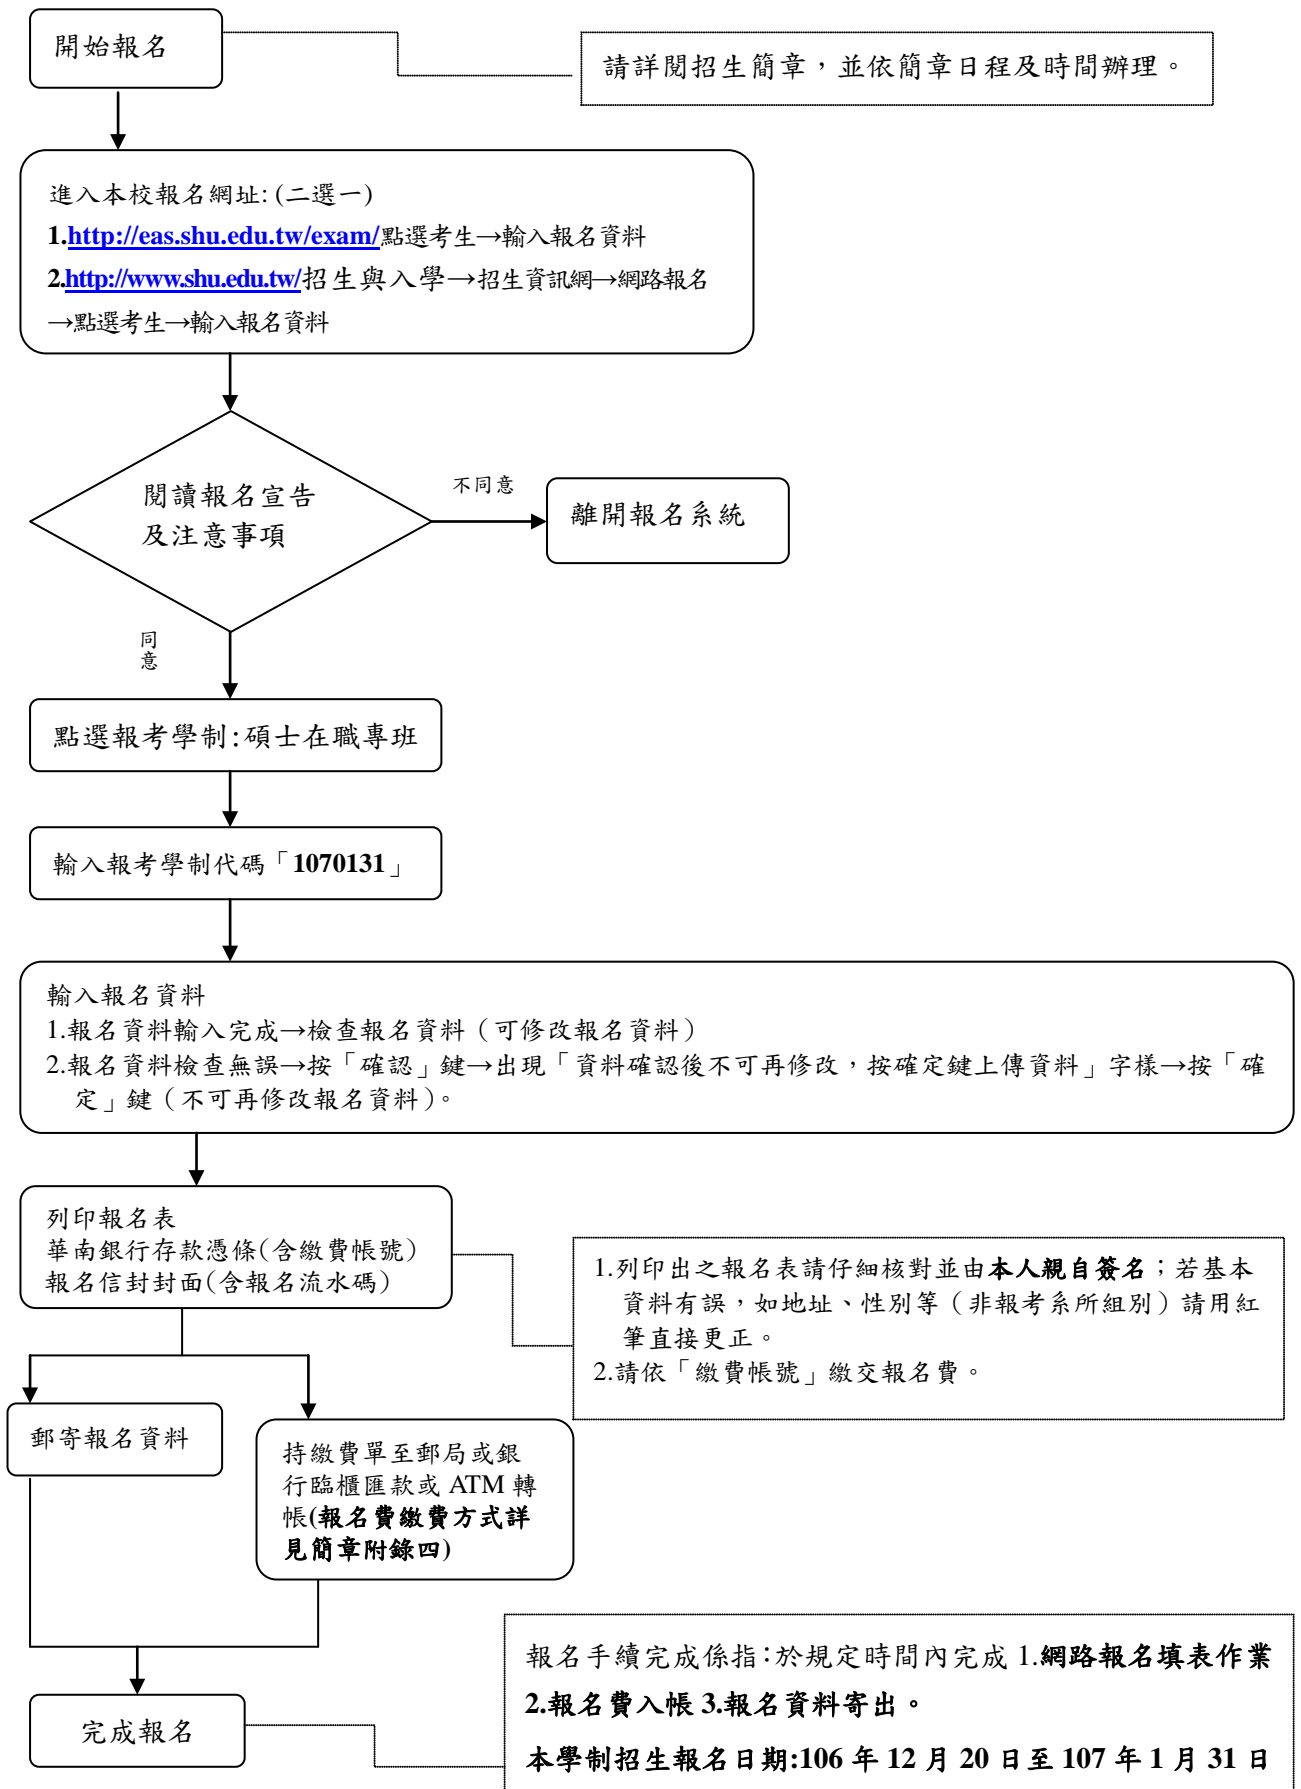 開始報名
請詳閱招生簡章，並依簡章日程及時間辦理。
進入本校報名網址: (二選一)
1.http://eas.shu.edu.tw/exam/點選考生→輸入報名資料
2.http://www.shu.edu.tw/招生與入學→招生資訊網→網路報名
→點選考生→輸入報名資料
閱讀報名宣告
及注意事項
不同意
離開報名系統
同
意
點選報考學制:碩士在職專班
輸入報考學制代碼「1070131」
輸入報名資料
1.報名資料輸入完成→檢查報名資料（可修改報名資料）
2.報名資料檢查無誤→按「確認」鍵→出現「資料確認後不可再修改，按確定鍵上傳資料」字樣→按「確
定」鍵（不可再修改報名資料）。
列印報名表
華南銀行存款憑條(含繳費帳號)
報名信封封面(含報名流水碼)
1.列印出之報名表請仔細核對並由本人親自簽名；若基本
資料有誤，如地址、性別等（非報考系所組別）請用紅
筆直接更正。
2.請依「繳費帳號」繳交報名費。
郵寄報名資料
持繳費單至郵局或銀
行臨櫃匯款或 ATM 轉
帳(報名費繳費方式詳
見簡章附錄四)
報名手續完成係指:於規定時間內完成 1.網路報名填表作業
2.報名費入帳 3.報名資料寄出。
本學制招生報名日期:106 年 12 月 20 日至 107 年 1 月 31 日
完成報名